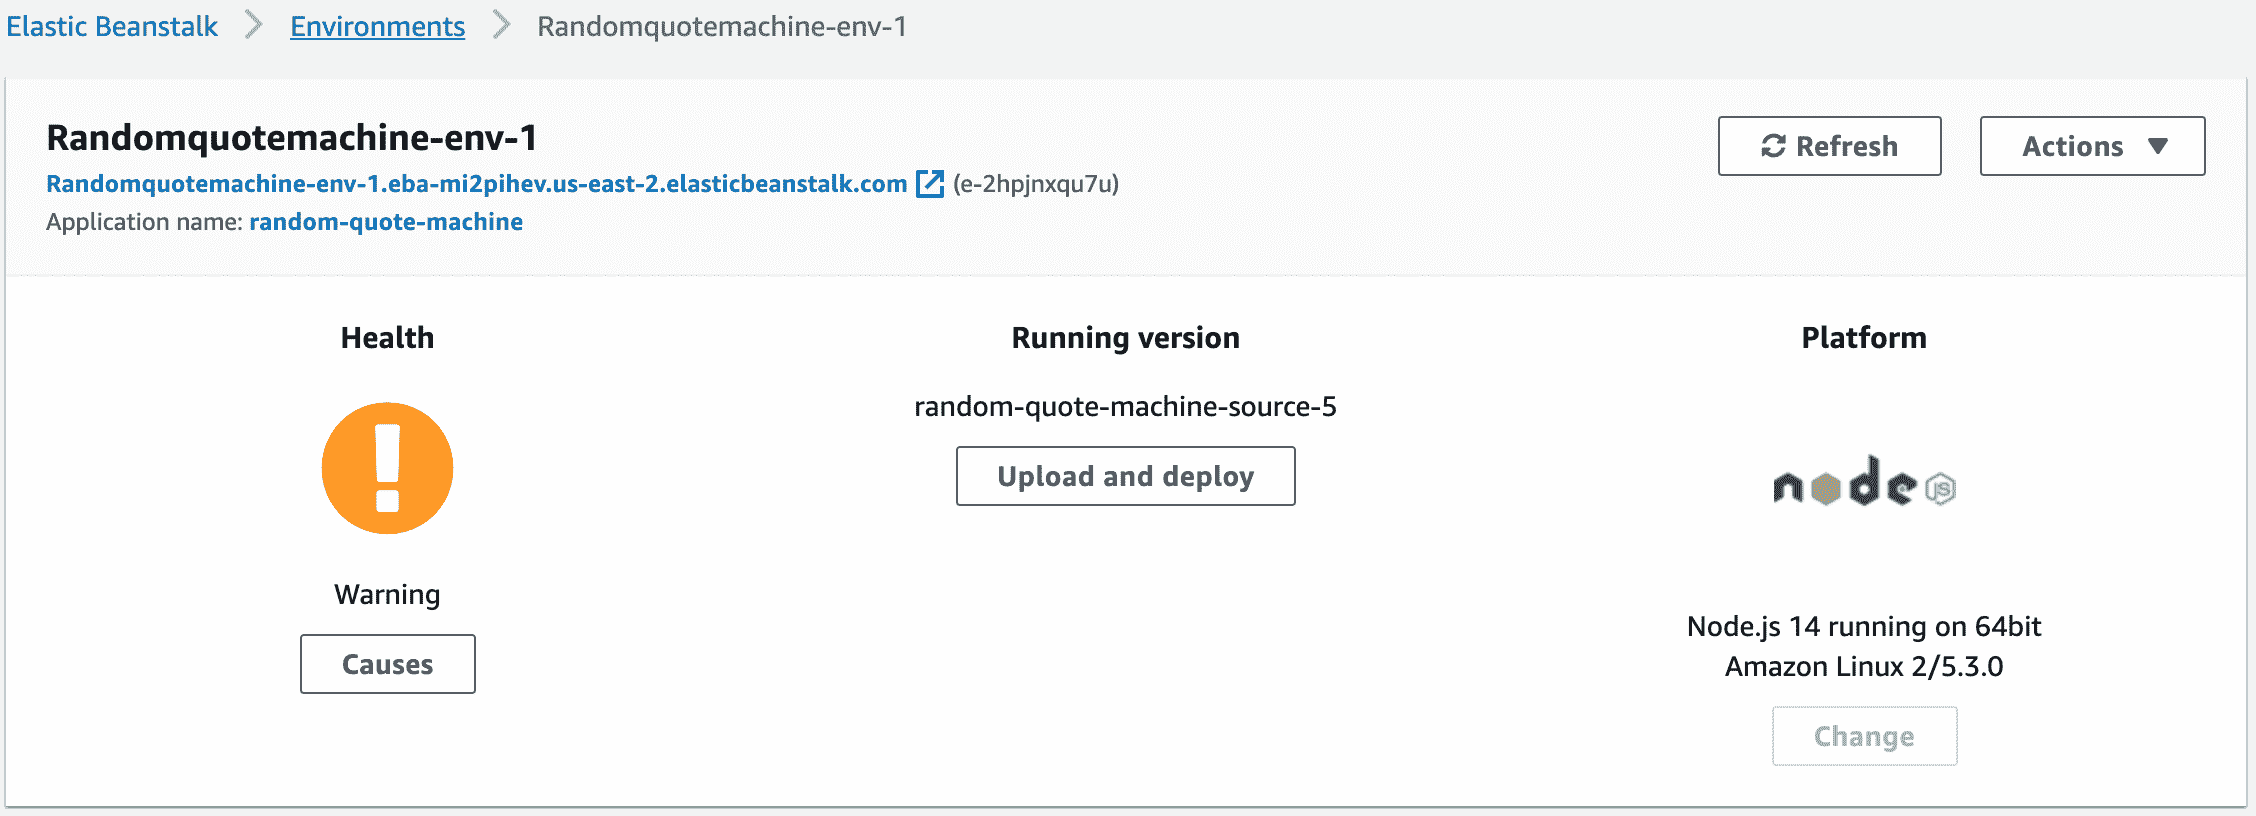 Elastic Beanstalk > Environments > Randomquotemachine-env-1
Randomquotemachine-env-1
Randomquotemachine-env-1.eba-mi2pihev.us-east-2.elasticbeanstalk.com (e-2hpjnxqu7u)
Application name: random-quote-machine
Refresh
Actions
Health
Warning
Causes
Running version
random-quote-machine-source-5
Upload and deploy
Platform
node JS
Node.js 14 running on 64bit
Amazon Linux 2/5.3.0
Change